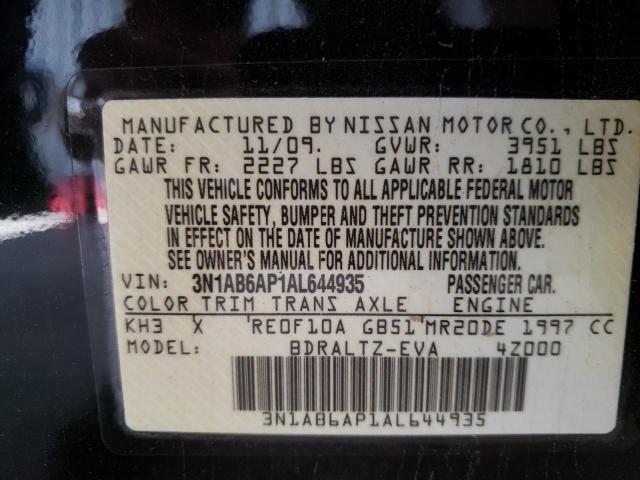 MANUFACTURED BY NISSAN MOTOR CO., LTD.
DATE: 11/09. GVWR: 3951 LBS
GAWR FR: 2227 LBS GAWR RR: 1810 LBS
THIS VEHICLE CONFORMS TO ALL APPLICABLE FEDERAL MOTOR
VEHICLE SAFETY, BUMPER AND THEFT PREVENTION STANDARDS
IN EFFECT ON THE DATE OF MANUFACTURE SHOWN ABOVE.
SEE OWNER'S MANUAL FOR ADDITIONAL INFORMATION.
VIN: 3N1AB6AP1AL644935 PASSENGER CAR.
COLOR TRIM TRANS AXLE ENGINE
KH3 X RE0F10A GB51 MR20DE 1997 CC
MODEL: BDRALTZ-EVA 4Z000
3N1AB6AP1AL644935